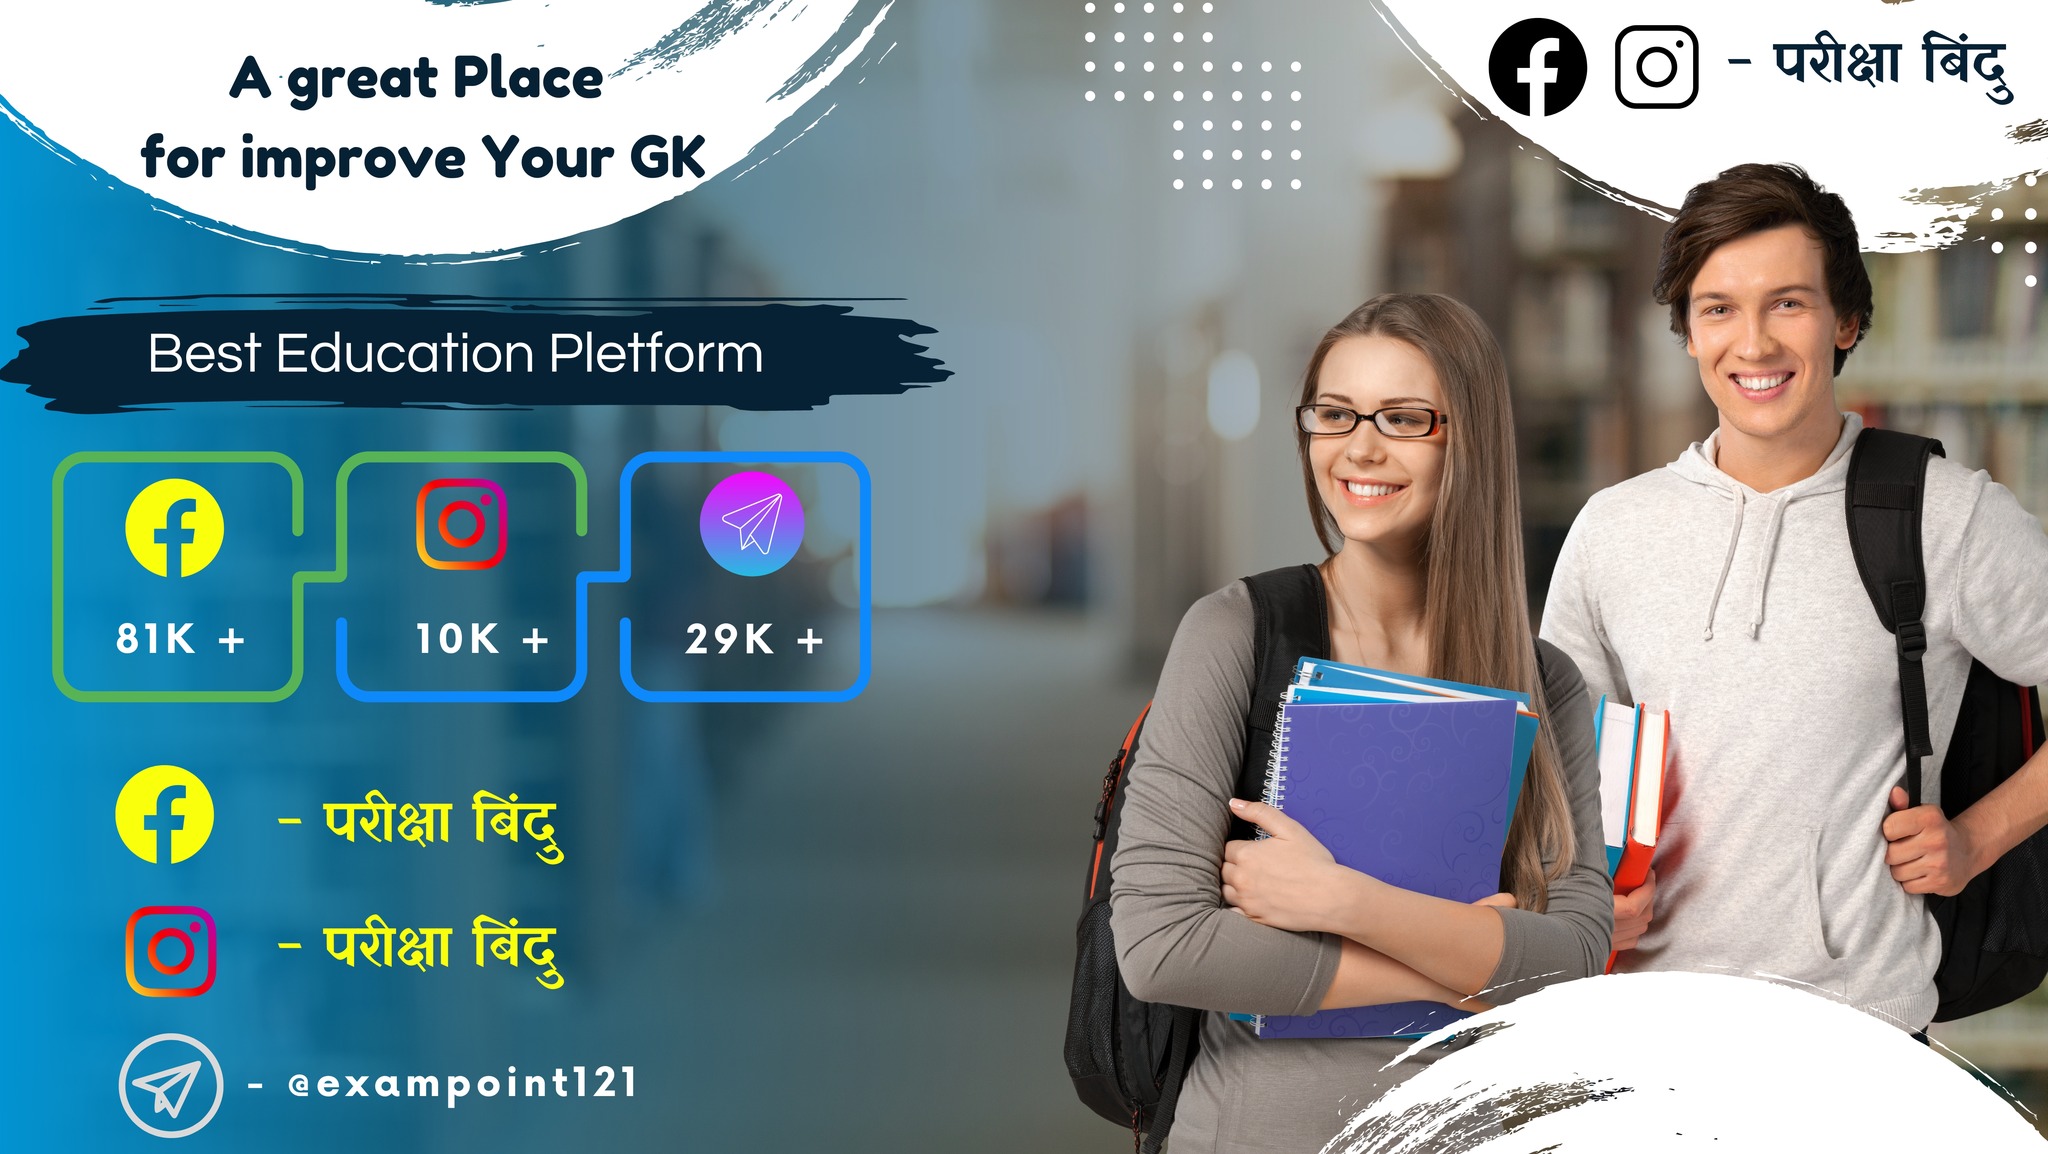 A great Place
for improve Your GK
- परीक्षा बिंदु
Best Education Pletform
81K +
10K +
29K +
- परीक्षा बिंदु
- परीक्षा बिंदु
- @exampoint121